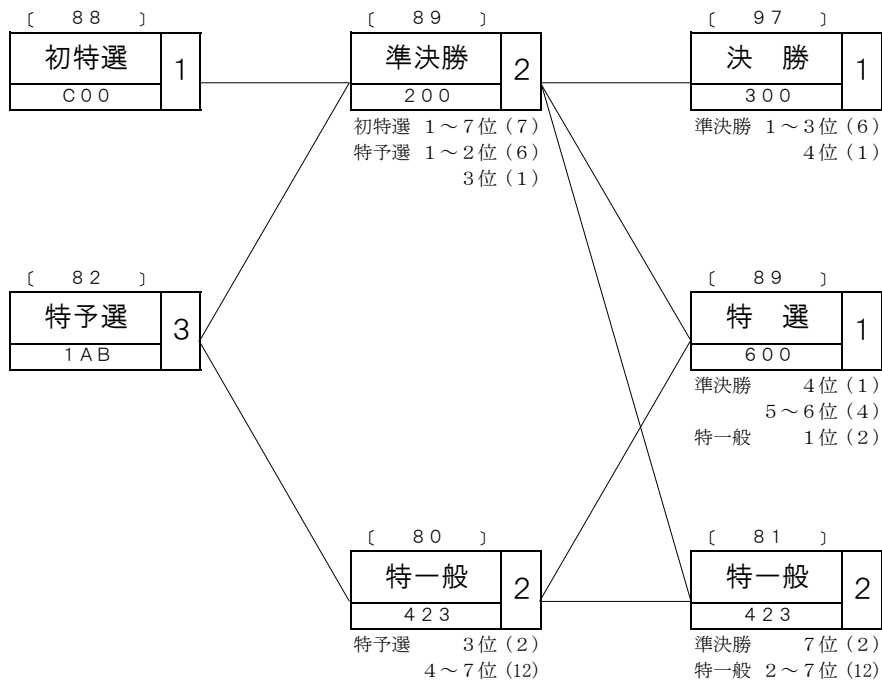 〔 ８８ 〕
初特選 1
Ｃ００
〔 ８９ 〕
準決勝 2
２００
初特選 １～７位（７）
特予選 １～２位（６）
３位（１）
〔 ９７ 〕
決　勝 1
３００
準決勝 １～３位（６）
４位（１）
〔 ８２ 〕
特予選 3
１ＡＢ
〔 ８９ 〕
特　選 1
６００
準決勝 ４位（１）
５～６位（４）
特一般 １位（２）
〔 ８０ 〕
特一般 2
４２３
特予選 ３位（２）
４～７位（12）
〔 ８１ 〕
特一般 2
４２３
準決勝 ７位（２）
特一般 ２～７位（12）